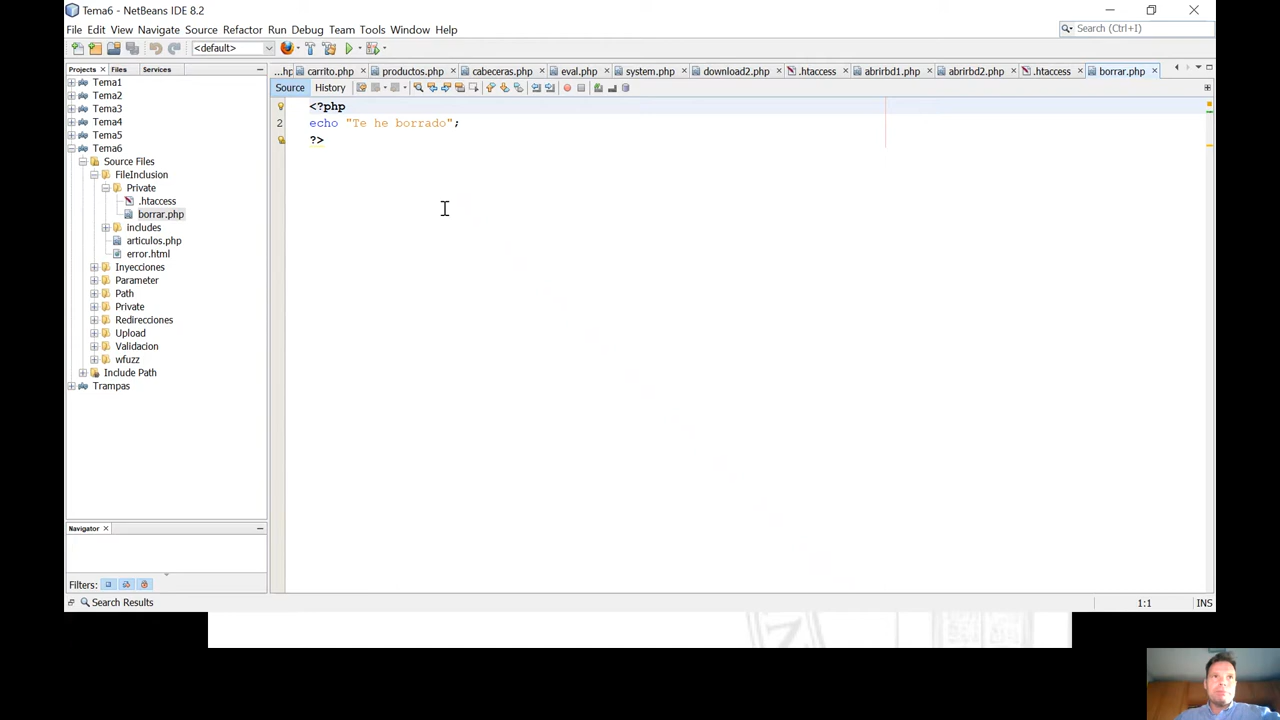 Tema6 - NetBeans IDE 8.2
File Edit View Navigate Source Refactor Run Debug Team Tools Window Help
Search (Ctrl+I)
<default>
Projects Files Services
...hp carrito.php productos.php cabeceras.php eval.php system.php download2.php .htaccess abrirbd1.php abrirbd2.php .htaccess borrar.php
Source History
Tema1
Tema2
Tema3
Tema4
Tema5
Tema6
Source Files
FileInclusion
Private
.htaccess
borrar.php
includes
articulos.php
error.html
Inyecciones
Parameter
Path
Private
Redirecciones
Upload
Validacion
wfuzz
Include Path
Trampas
<?php
2 echo "Te he borrado";
?>
Navigator
Filters:
Search Results
1:1 INS